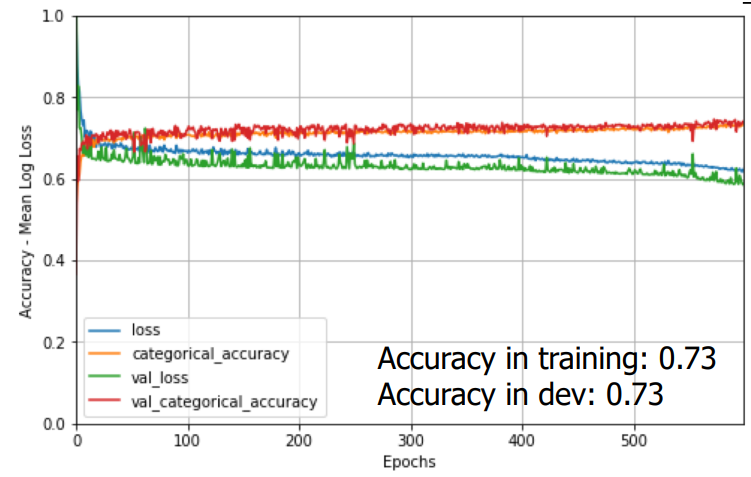 1.0
0.8
0.6
0.4
0.2
0.0
Accuracy - Mean Log Loss
loss
categorical_accuracy
val_loss
val_categorical_accuracy
Accuracy in training: 0.73
Accuracy in dev: 0.73
0 100 200 300 400 500
Epochs